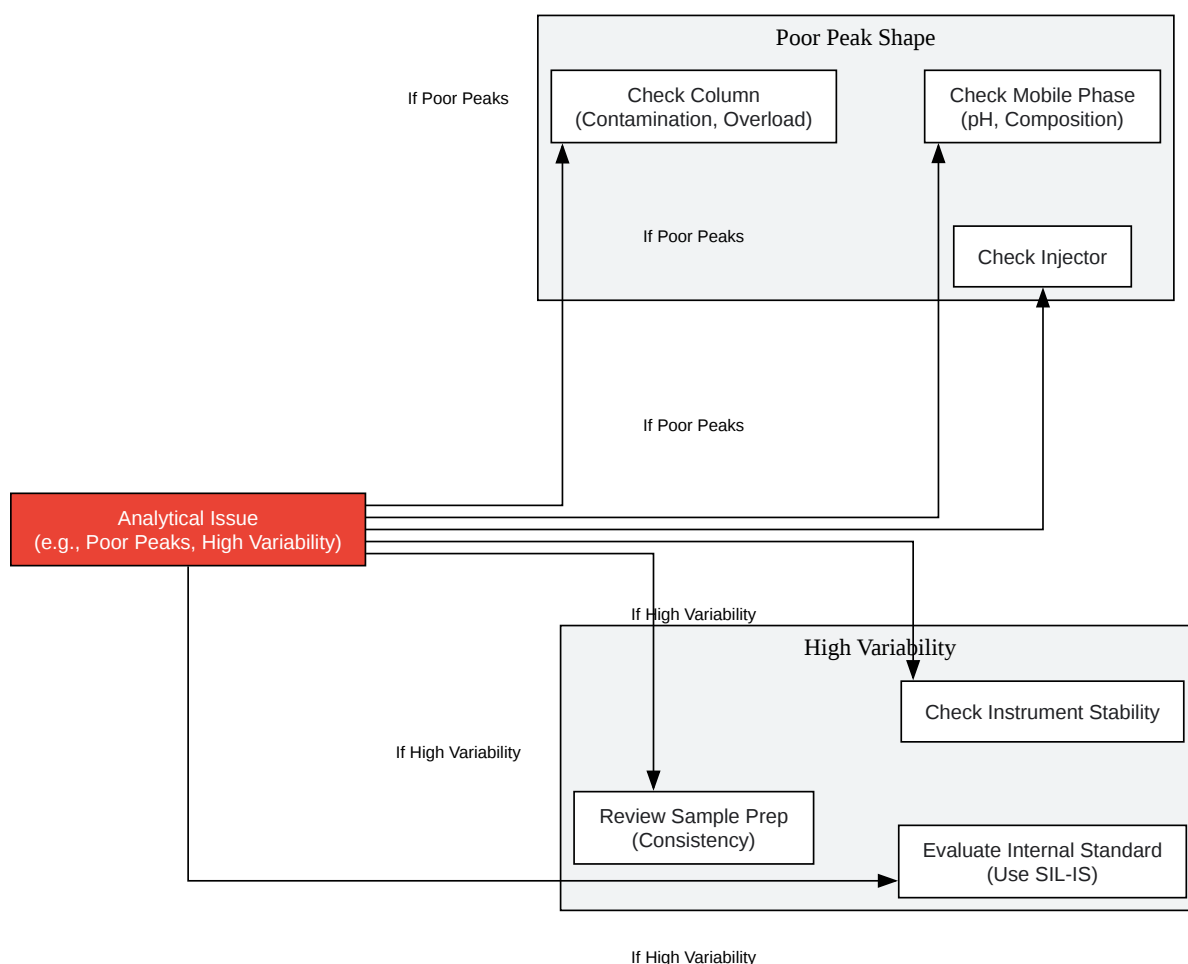 Poor Peak Shape
If Poor Peaks
Check Column
(Contamination, Overload)
Check Mobile Phase
(pH, Composition)
If Poor Peaks
Check Injector
If Poor Peaks
Analytical Issue
(e.g., Poor Peaks, High Variability)
If High Variability
High Variability
Check Instrument Stability
If High Variability
Review Sample Prep
(Consistency)
Evaluate Internal Standard
(Use SIL-IS)
If High Variability